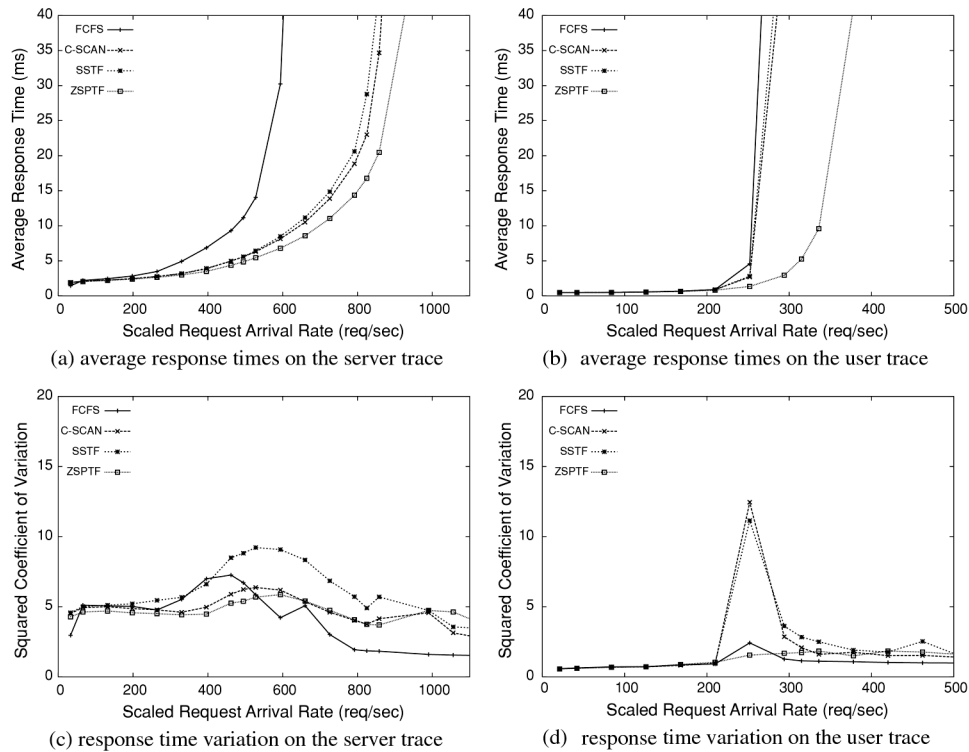 40
35
30
25
20
15
10
5
0
Average Response Time (ms)
FCFS
C-SCAN
SSTF
ZSPTF
0 200 400 600 800 1000
Scaled Request Arrival Rate (req/sec)
(a) average response times on the server trace
40
35
30
25
20
15
10
5
0
Average Response Time (ms)
FCFS
C-SCAN
SSTF
ZSPTF
0 100 200 300 400 500
Scaled Request Arrival Rate (req/sec)
(b) average response times on the user trace
20
15
10
5
0
Squared Coefficient of Variation
FCFS
C-SCAN
SSTF
ZSPTF
0 200 400 600 800 1000
Scaled Request Arrival Rate (req/sec)
(c) response time variation on the server trace
20
15
10
5
0
Squared Coefficient of Variation
FCFS
C-SCAN
SSTF
ZSPTF
0 100 200 300 400 500
Scaled Request Arrival Rate (req/sec)
(d) response time variation on the user trace